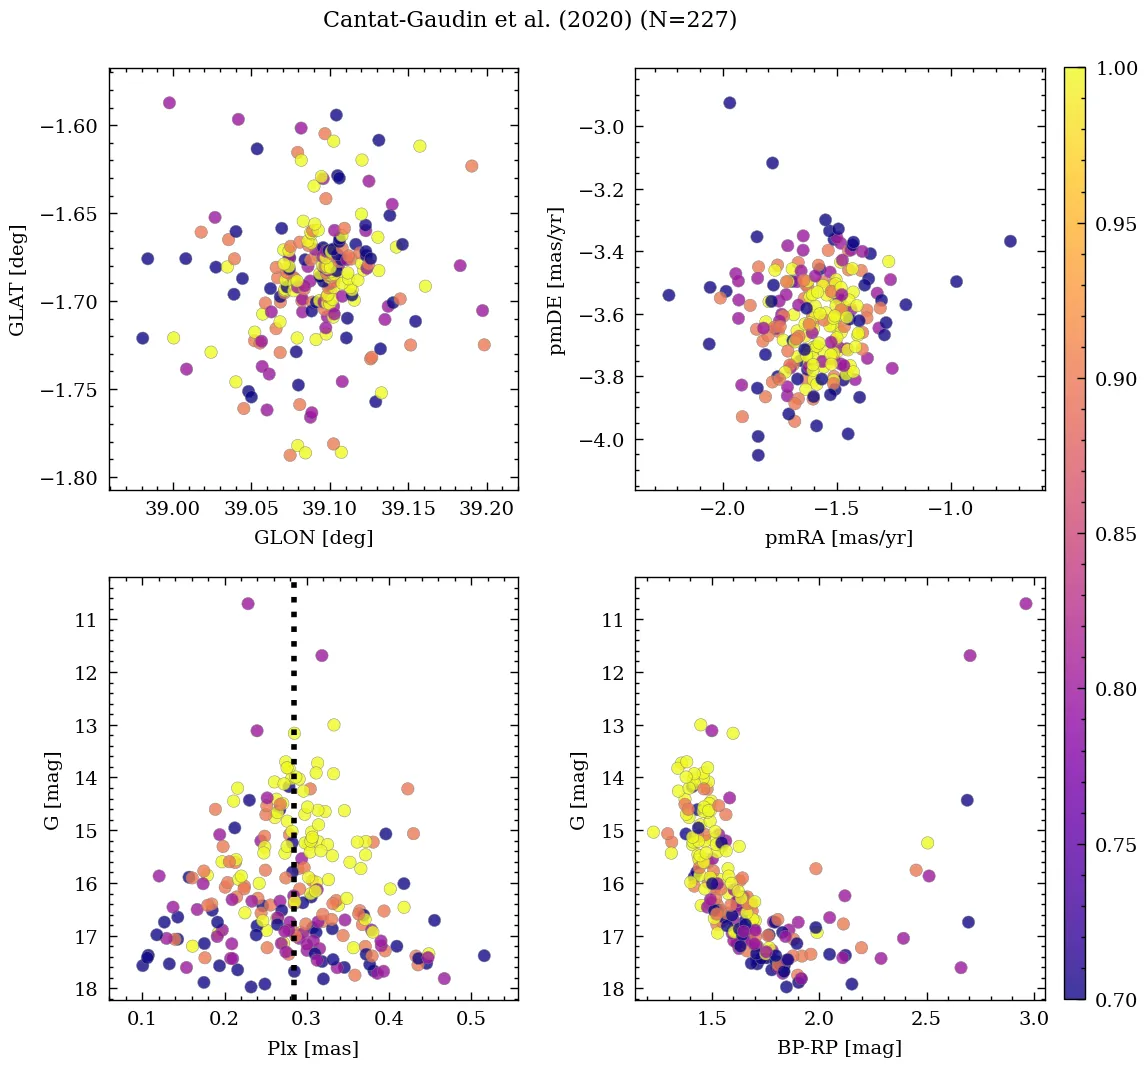 Cantat-Gaudin et al. (2020) (N=227)
−1.60
−1.65
−1.70
−1.75
−1.80
GLAT [deg]
39.00 39.05 39.10 39.15 39.20
GLON [deg]
−3.0
−3.2
−3.4
−3.6
−3.8
−4.0
pmDE [mas/yr]
−2.0 −1.5 −1.0
pmRA [mas/yr]
11
12
13
14
15
16
17
18
G [mag]
0.1 0.2 0.3 0.4 0.5
Plx [mas]
11
12
13
14
15
16
17
18
G [mag]
1.5 2.0 2.5 3.0
BP-RP [mag]
1.00
0.95
0.90
0.85
0.80
0.75
0.70